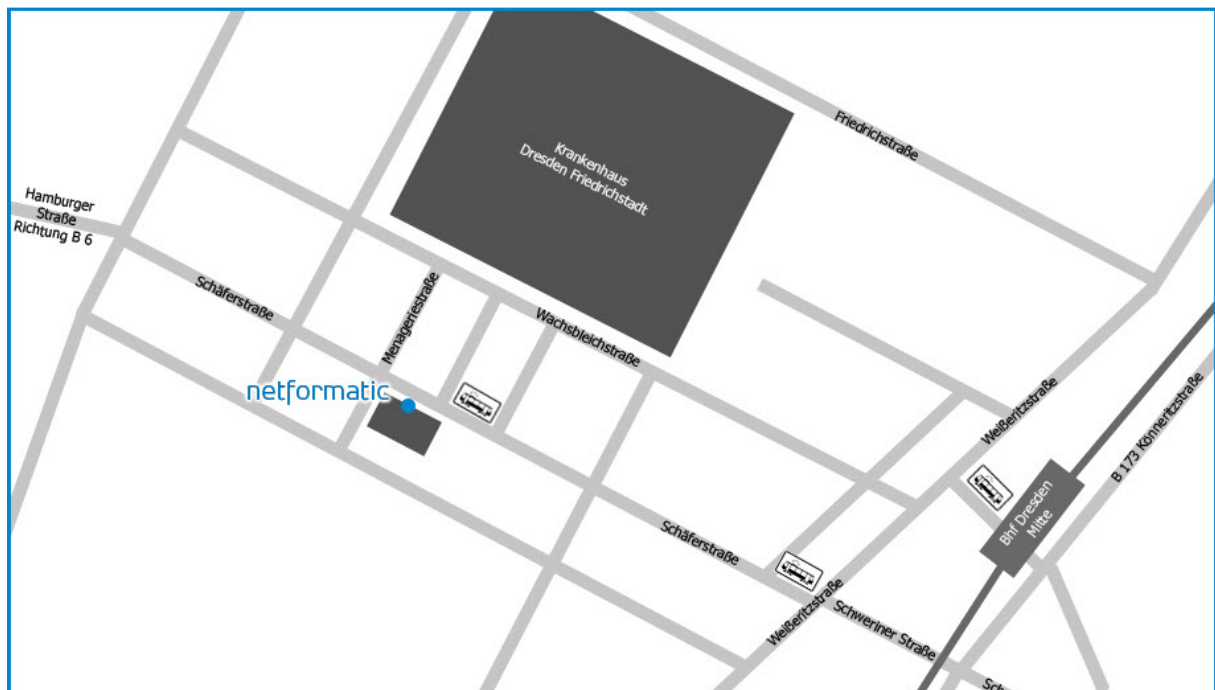 Friedrichstraße
Krankenhaus
Dresden Friedrichstadt
Hamburger
Straße
Richtung B 6
Schäferstraße
Menageriestraße
Wachsbleichstraße
netformatic
Weißeritzstraße
B 173 Könneritzstraße
Bhf Dresden
Mitte
Schäferstraße
Weißeritzstraße
Schweriner Straße
Sch